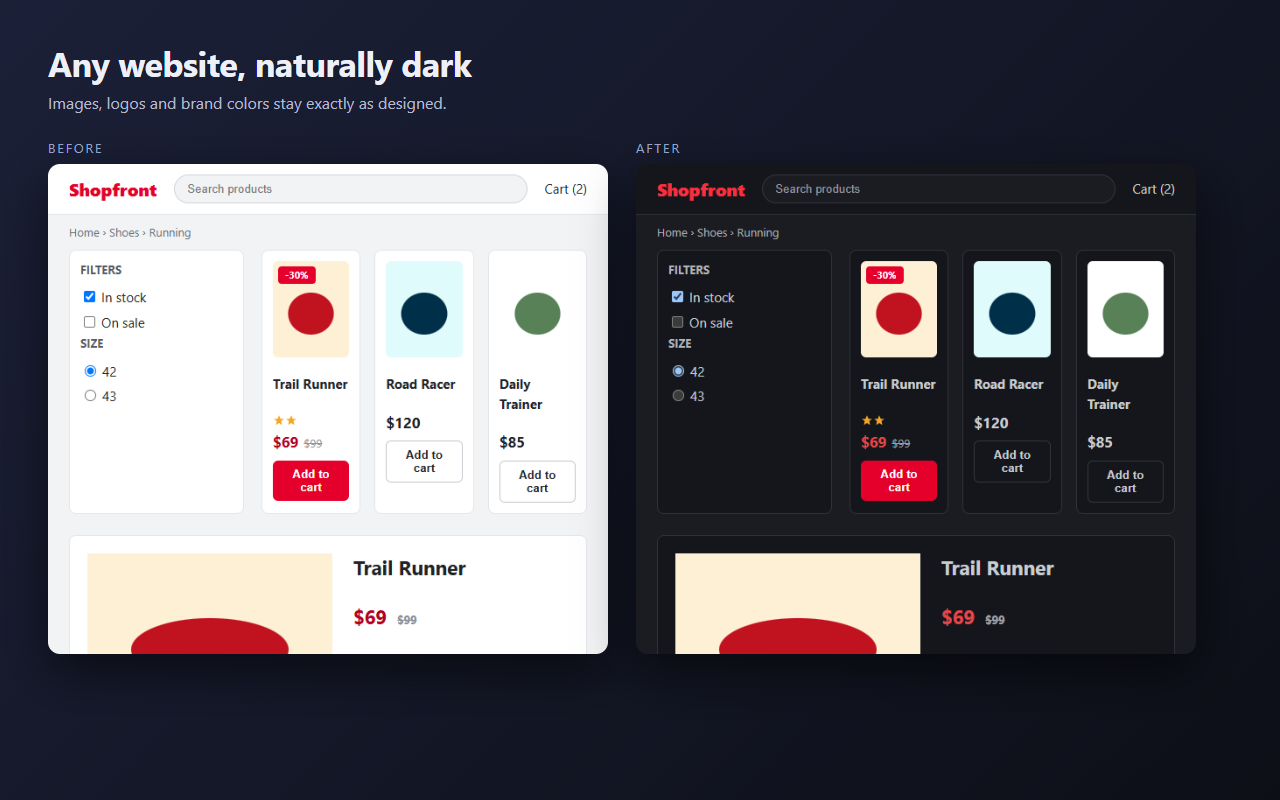 Any website, naturally dark
Images, logos and brand colors stay exactly as designed.
BEFORE
Shopfront
Search products
Cart (2)
Home › Shoes › Running
FILTERS
In stock
On sale
SIZE
42
43
-30%
Trail Runner
★★
$69 $99
Add to
cart
Road Racer
$120
Add to
cart
Daily
Trainer
$85
Add to
cart
Trail Runner
$69 $99
AFTER
Shopfront
Search products
Cart (2)
Home › Shoes › Running
FILTERS
In stock
On sale
SIZE
42
43
-30%
Trail Runner
★★
$69 $99
Add to
cart
Road Racer
$120
Add to
cart
Daily
Trainer
$85
Add to
cart
Trail Runner
$69 $99